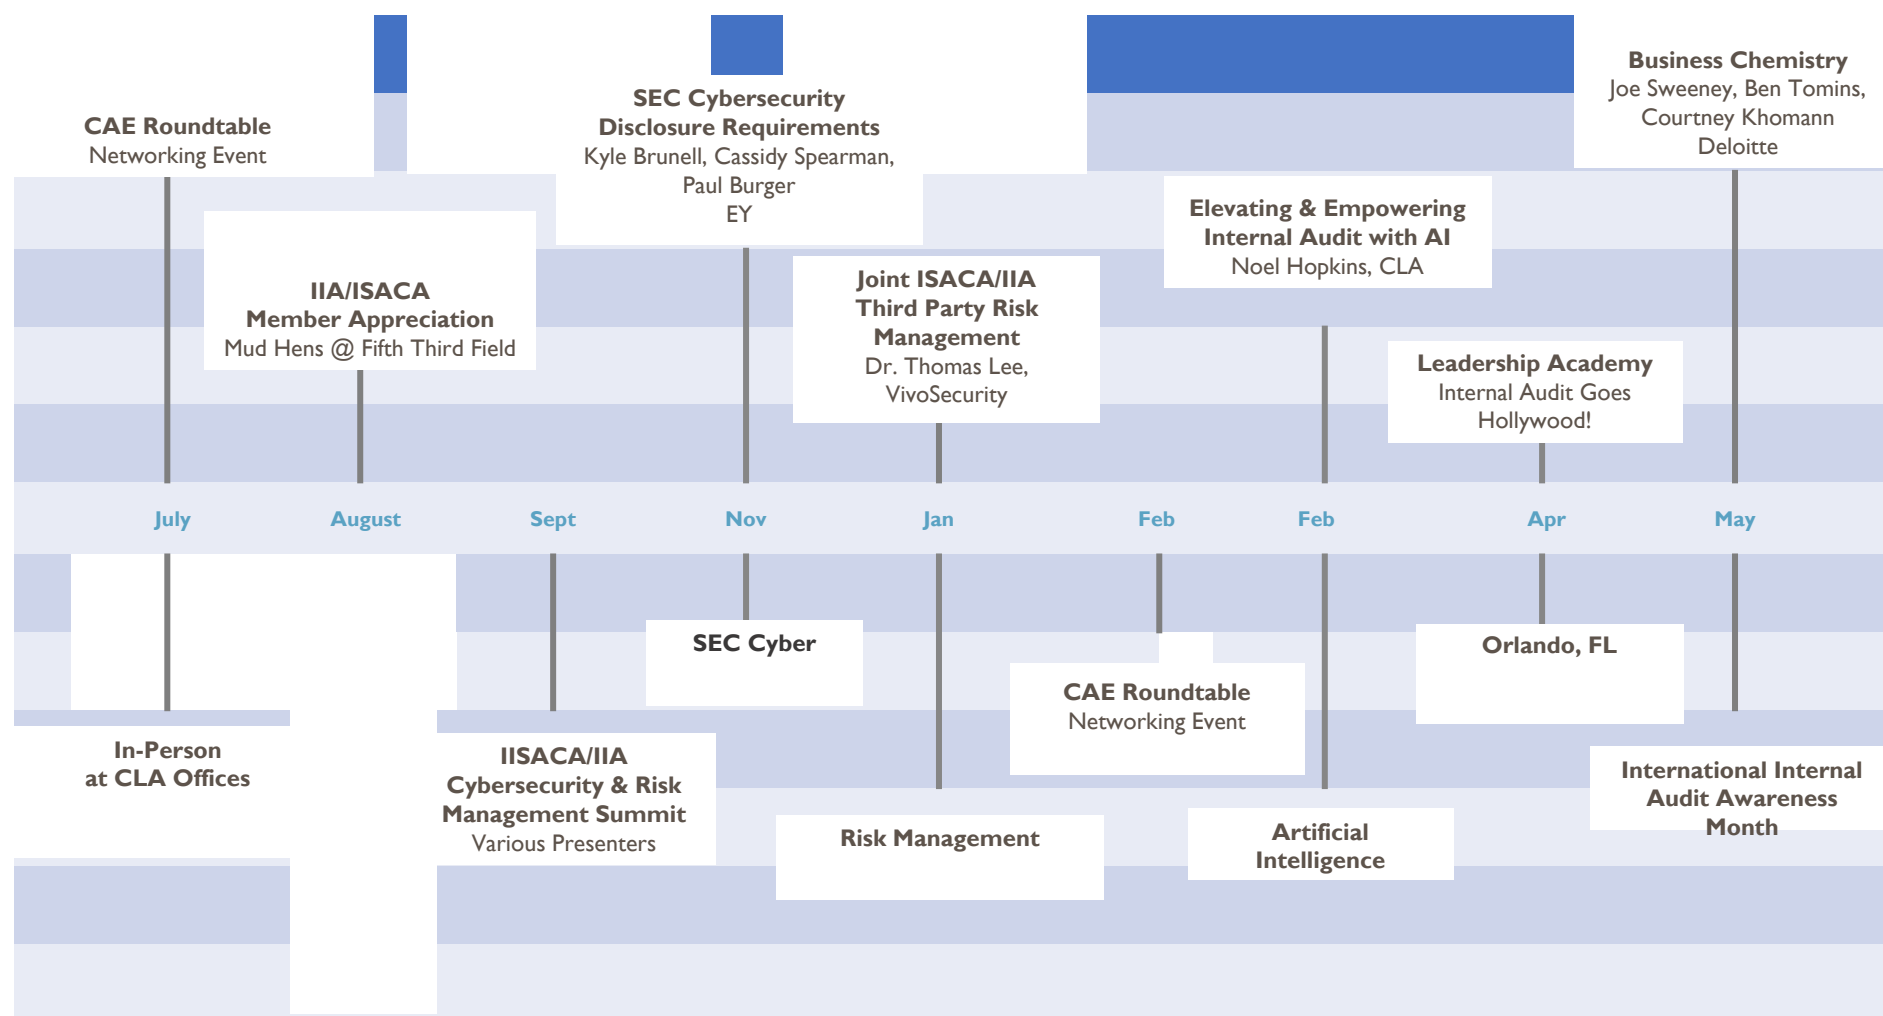 CAE Roundtable
Networking Event
IIA/ISACA
Member Appreciation
Mud Hens @ Fifth Third Field
SEC Cybersecurity
Disclosure Requirements
Kyle Brunell, Cassidy Spearman,
Paul Burger
EY
Joint ISACA/IIA
Third Party Risk
Management
Dr. Thomas Lee,
VivoSecurity
Elevating & Empowering
Internal Audit with AI
Noel Hopkins, CLA
Leadership Academy
Internal Audit Goes
Hollywood!
Business Chemistry
Joe Sweeney, Ben Tomins,
Courtney Khomann
Deloitte
July
August
Sept
Nov
Jan
Feb
Feb
Apr
May
In-Person
at CLA Offices
IISACA/IIA
Cybersecurity & Risk
Management Summit
Various Presenters
SEC Cyber
Risk Management
CAE Roundtable
Networking Event
Artificial
Intelligence
Orlando, FL
International Internal
Audit Awareness
Month